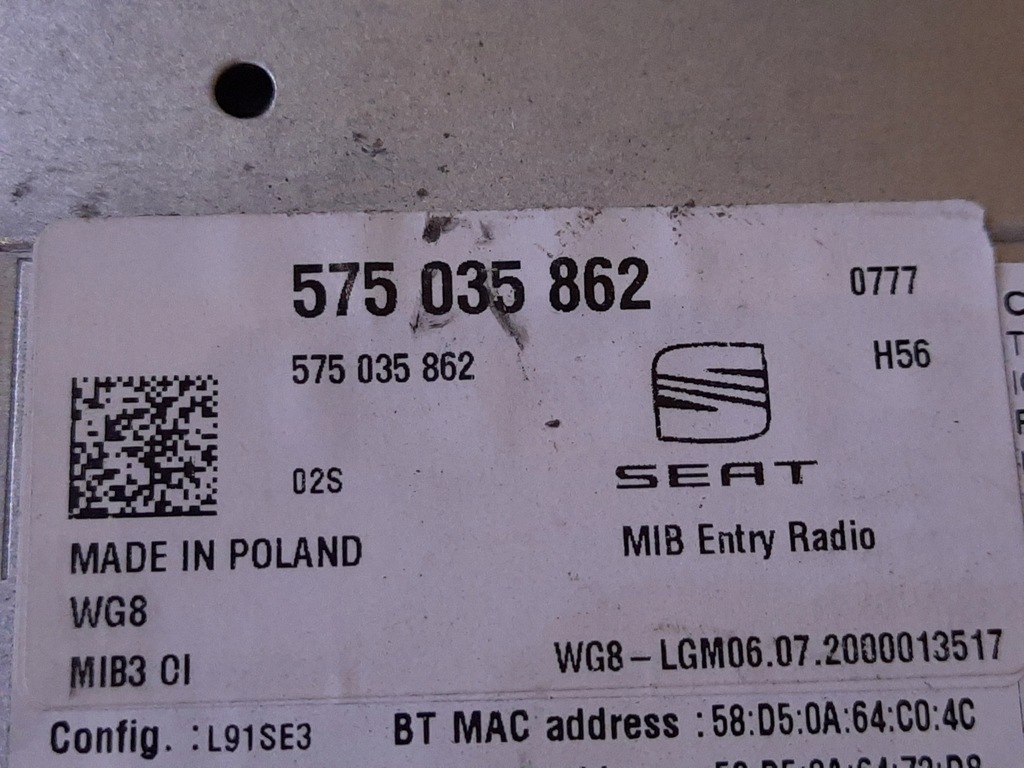 575 035 862 0777
575 035 862 H56
02S SEAT
MADE IN POLAND MIB Entry Radio
WG8
MIB3 CI WG8-LGM06.07.2000013517
Config. :L91SE3 BT MAC address :58:D5:0A:64:C0:4C